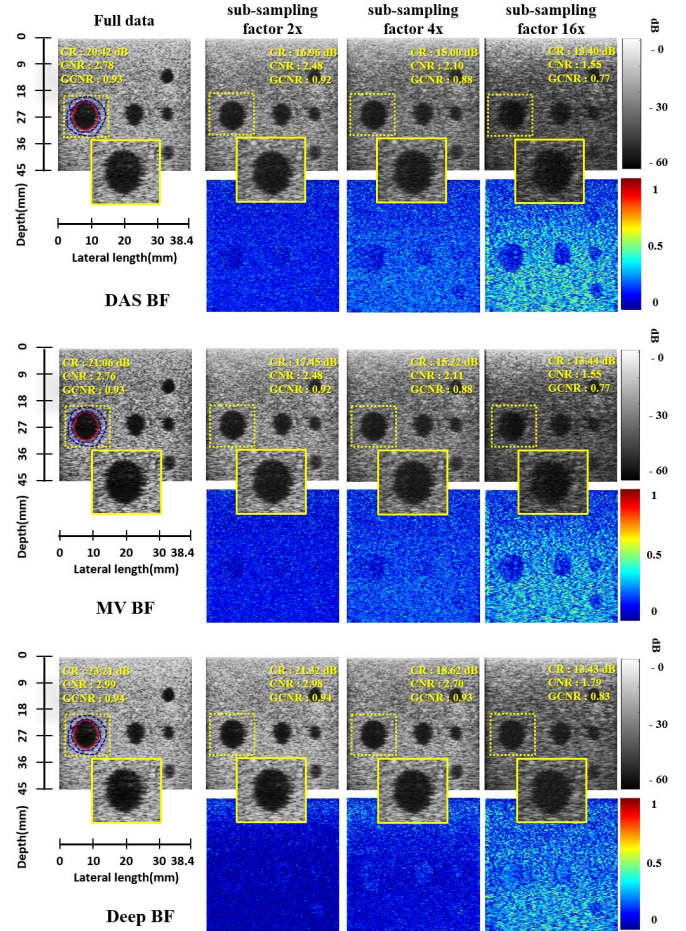 Full data
sub-sampling factor 2x
sub-sampling factor 4x
sub-sampling factor 16x
dB
0
9
18
27
36
45
Depth(mm)
CR : 20.42 dB
CNR : 2.78
GCNR : 0.93
CR : 16.96 dB
CNR : 2.48
GCNR : 0.92
CR : 15.00 dB
CNR : 2.10
GCNR : 0.88
CR : 13.40 dB
CNR : 1.55
GCNR : 0.77
- 0
- 30
- 60
1
0.5
0
0 10 20 30 38.4
Lateral length(mm)
DAS BF
dB
0
9
18
27
36
45
Depth(mm)
CR : 21.06 dB
CNR : 2.76
GCNR : 0.93
CR : 17.45 dB
CNR : 2.48
GCNR : 0.92
CR : 15.22 dB
CNR : 2.11
GCNR : 0.88
CR : 13.44 dB
CNR : 1.55
GCNR : 0.77
- 0
- 30
- 60
1
0.5
0
0 10 20 30 38.4
Lateral length(mm)
MV BF
dB
0
9
18
27
36
45
Depth(mm)
CR : 23.21 dB
CNR : 2.99
GCNR : 0.94
CR : 21.32 dB
CNR : 2.98
GCNR : 0.94
CR : 18.62 dB
CNR : 2.70
GCNR : 0.93
CR : 13.43 dB
CNR : 1.79
GCNR : 0.83
- 0
- 30
- 60
1
0.5
0
0 10 20 30 38.4
Lateral length(mm)
Deep BF